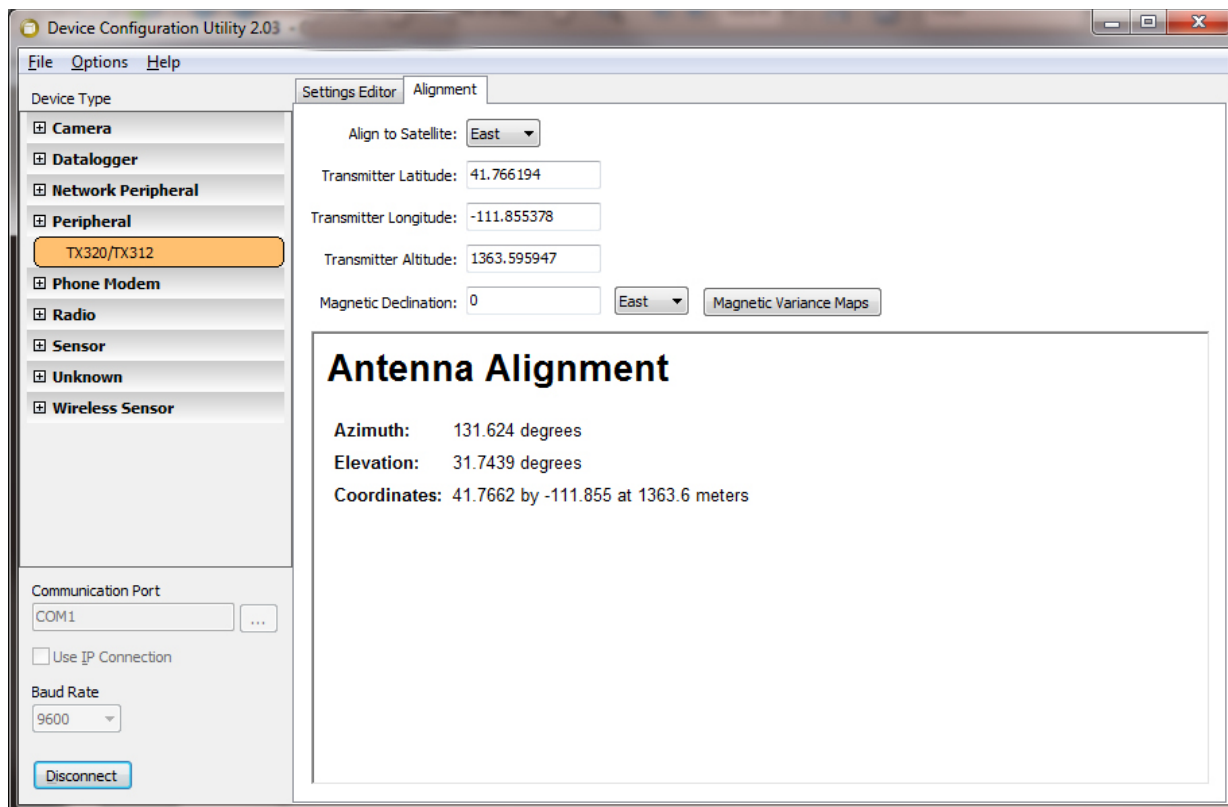 Device Configuration Utility 2.03 -
File Options Help
Device Type
Camera
Datalogger
Network Peripheral
Peripheral
TX320/TX312
Phone Modem
Radio
Sensor
Unknown
Wireless Sensor
Communication Port
COM1 ...
Use IP Connection
Baud Rate
9600
Disconnect
Settings Editor Alignment
Align to Satellite: East
Transmitter Latitude: 41.766194
Transmitter Longitude: -111.855378
Transmitter Altitude: 1363.595947
Magnetic Declination: 0 East Magnetic Variance Maps
Antenna Alignment
Azimuth: 131.624 degrees
Elevation: 31.7439 degrees
Coordinates: 41.7662 by -111.855 at 1363.6 meters